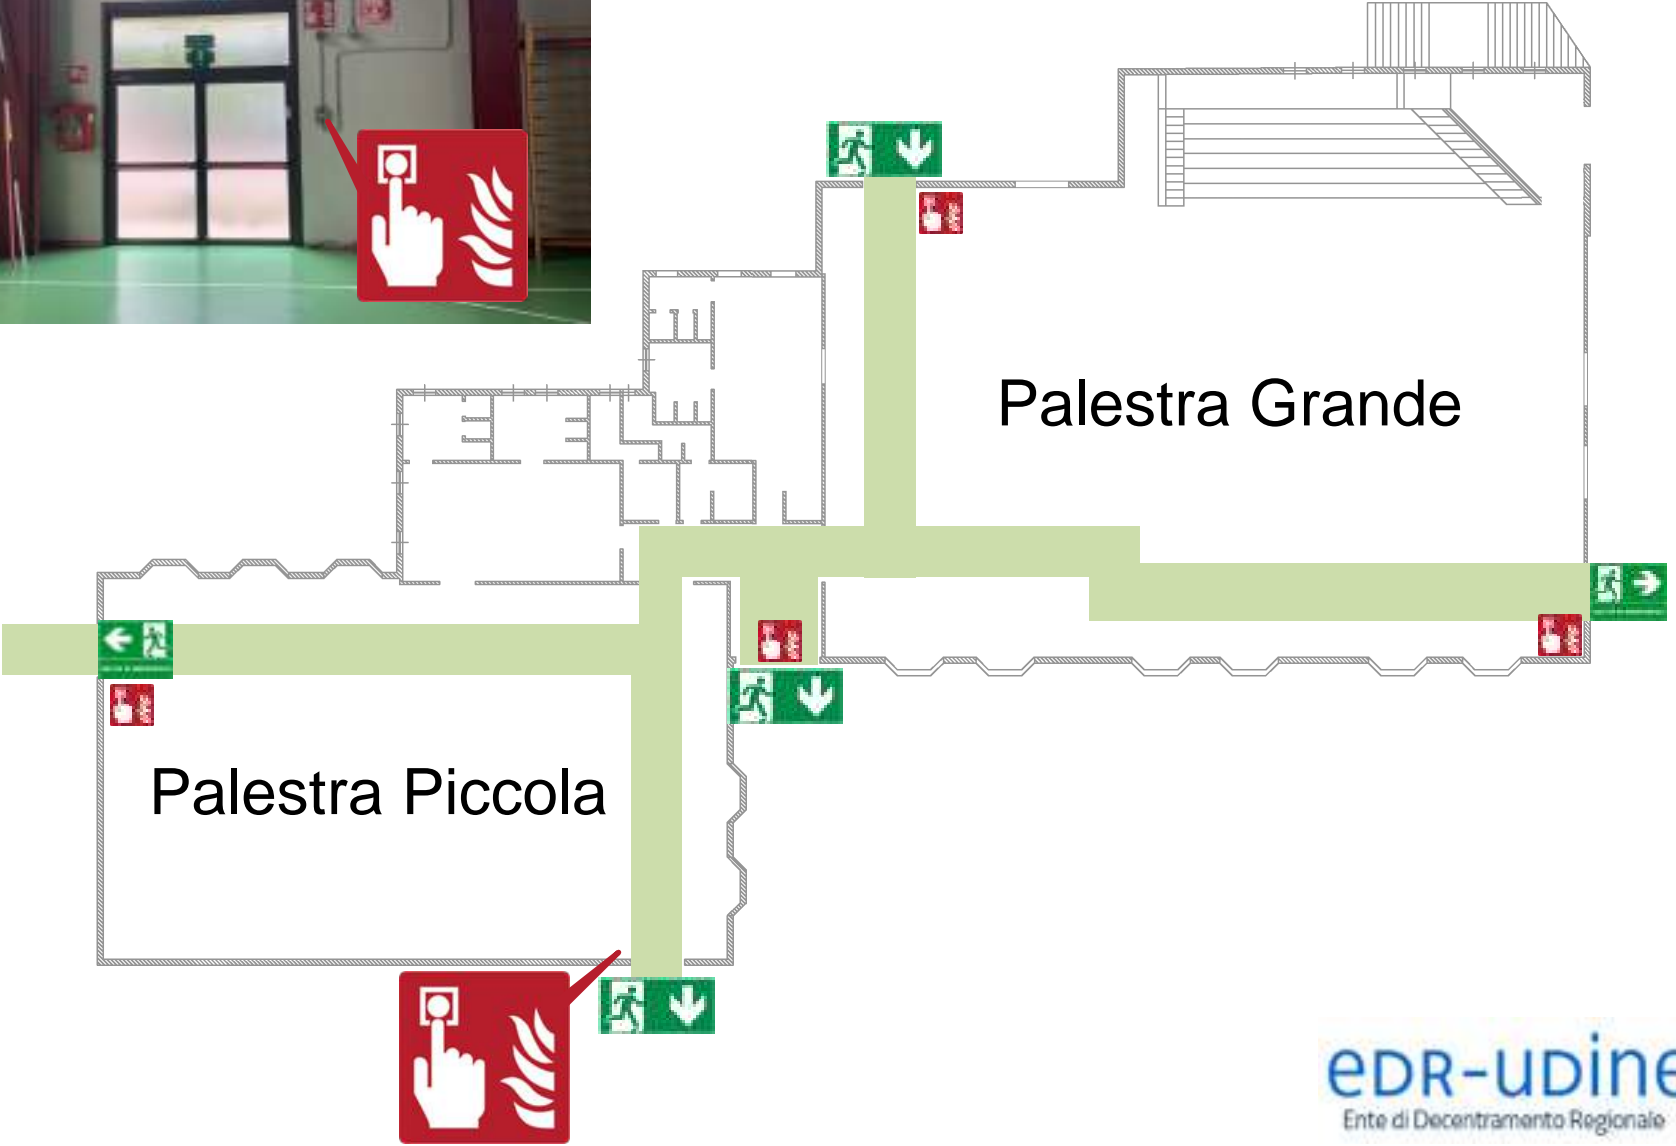 Palestra Grande
Palestra Piccola
eDR-uDine
Ente di Decentramento Regionale